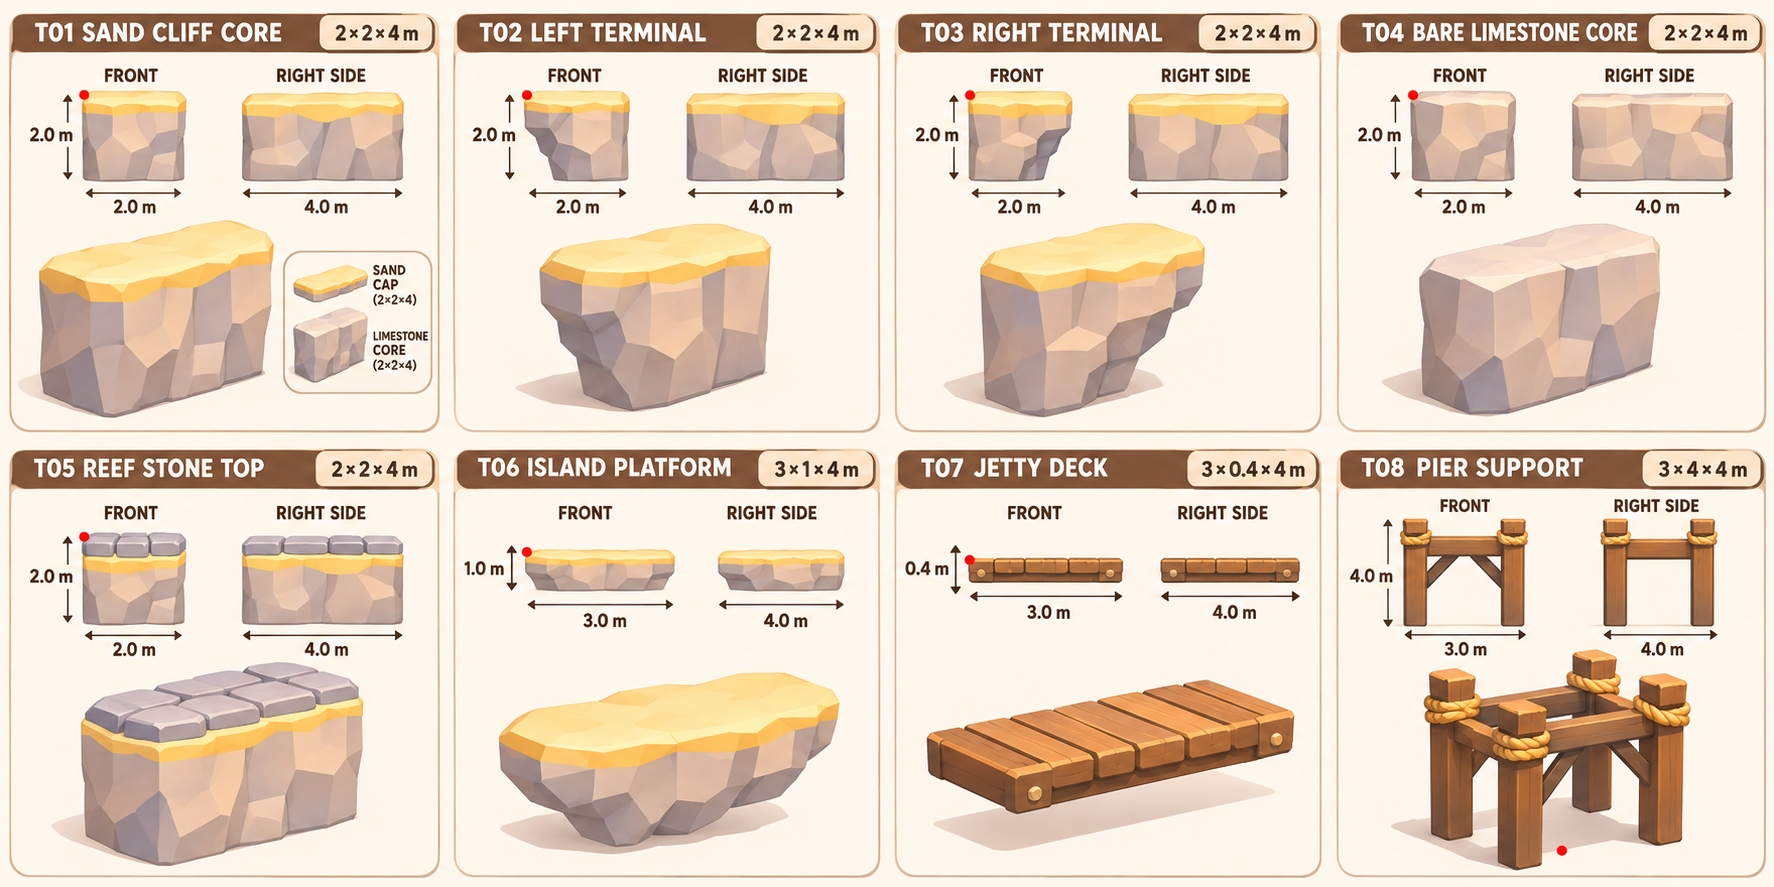 T01 SAND CLIFF CORE
2×2×4 m
FRONT
RIGHT SIDE
2.0 m
2.0 m
4.0 m
SAND
CAP
(2×2×4)
LIMESTONE
CORE
(2×2×4)
T02 LEFT TERMINAL
2×2×4 m
FRONT
RIGHT SIDE
2.0 m
2.0 m
4.0 m
T03 RIGHT TERMINAL
2×2×4 m
FRONT
RIGHT SIDE
2.0 m
2.0 m
4.0 m
T04 BARE LIMESTONE CORE
2×2×4 m
FRONT
RIGHT SIDE
2.0 m
2.0 m
4.0 m
T05 REEF STONE TOP
2×2×4 m
FRONT
RIGHT SIDE
2.0 m
2.0 m
4.0 m
T06 ISLAND PLATFORM
3×1×4 m
FRONT
RIGHT SIDE
1.0 m
3.0 m
4.0 m
T07 JETTY DECK
3×0.4×4 m
FRONT
RIGHT SIDE
0.4 m
3.0 m
4.0 m
T08 PIER SUPPORT
3×4×4 m
FRONT
RIGHT SIDE
4.0 m
3.0 m
4.0 m